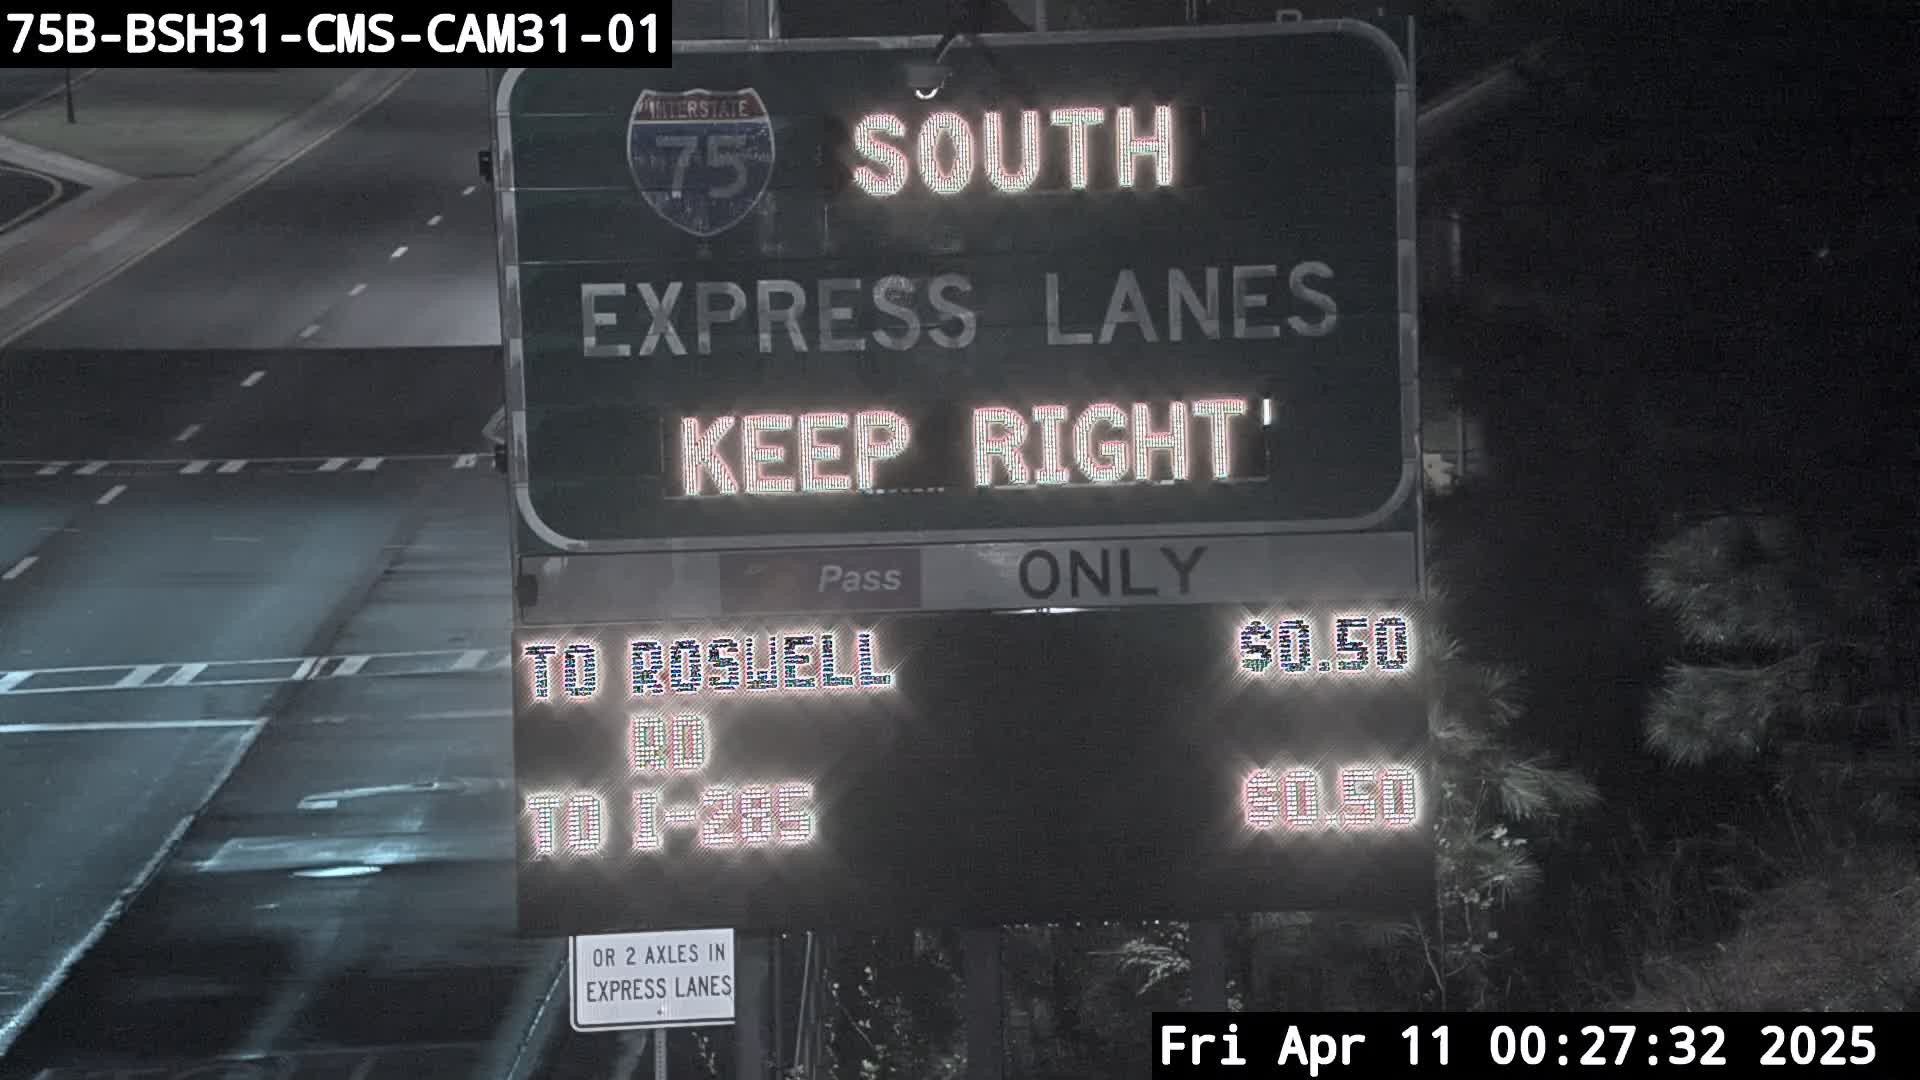 75B-BSH31-CMS-CAM31-01
INTERSTATE
75
SOUTH
EXPRESS LANES
KEEP RIGHT
Pass ONLY
TO ROSWELL $0.50
RD
TO I-285 $0.50
OR 2 AXLES IN
EXPRESS LANES
Fri Apr 11 00:27:32 2025